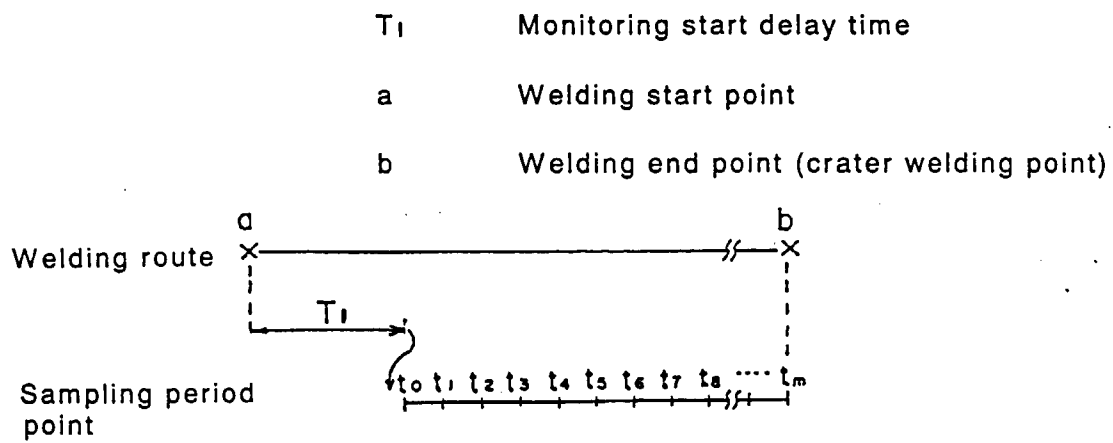 T1 Monitoring start delay time
a Welding start point
b Welding end point (crater welding point)
a b
Welding route
T1
t0 t1 t2 t3 t4 t5 t6 t7 t8 ···· tm
Sampling period
point